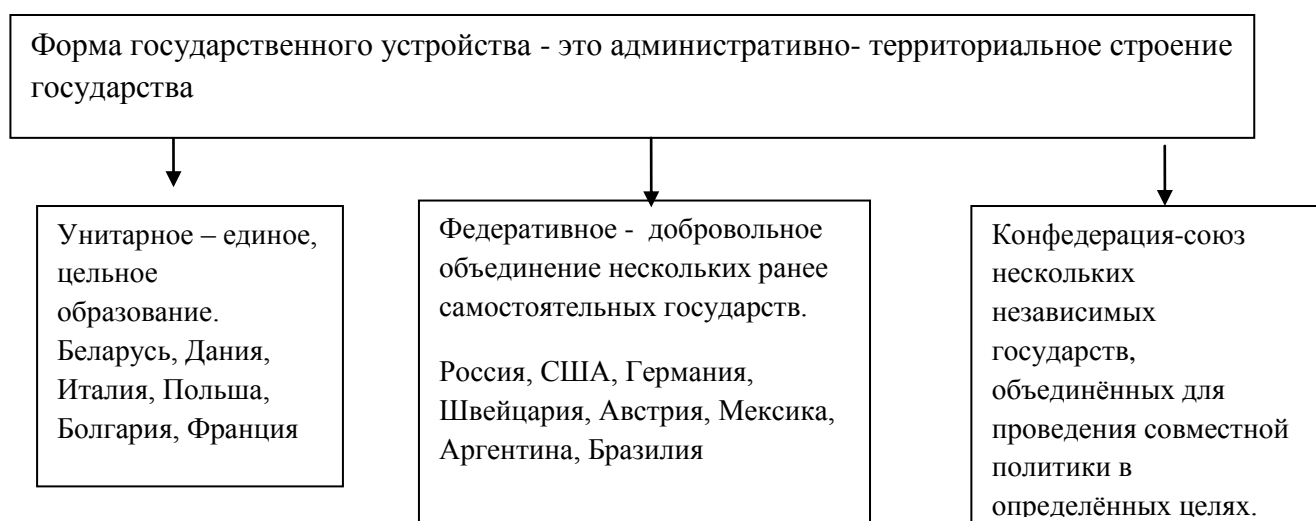 Форма государственного устройства - это административно- территориальное строение
государства
Унитарное – единое,
цельное
образование.
Беларусь, Дания,
Италия, Польша,
Болгария, Франция
Федеративное - добровольное
объединение нескольких ранее
самостоятельных государств.
Россия, США, Германия,
Швейцария, Австрия, Мексика,
Аргентина, Бразилия
Конфедерация-союз
нескольких
независимых
государств,
объединённых для
проведения совместной
политики в
определённых целях.